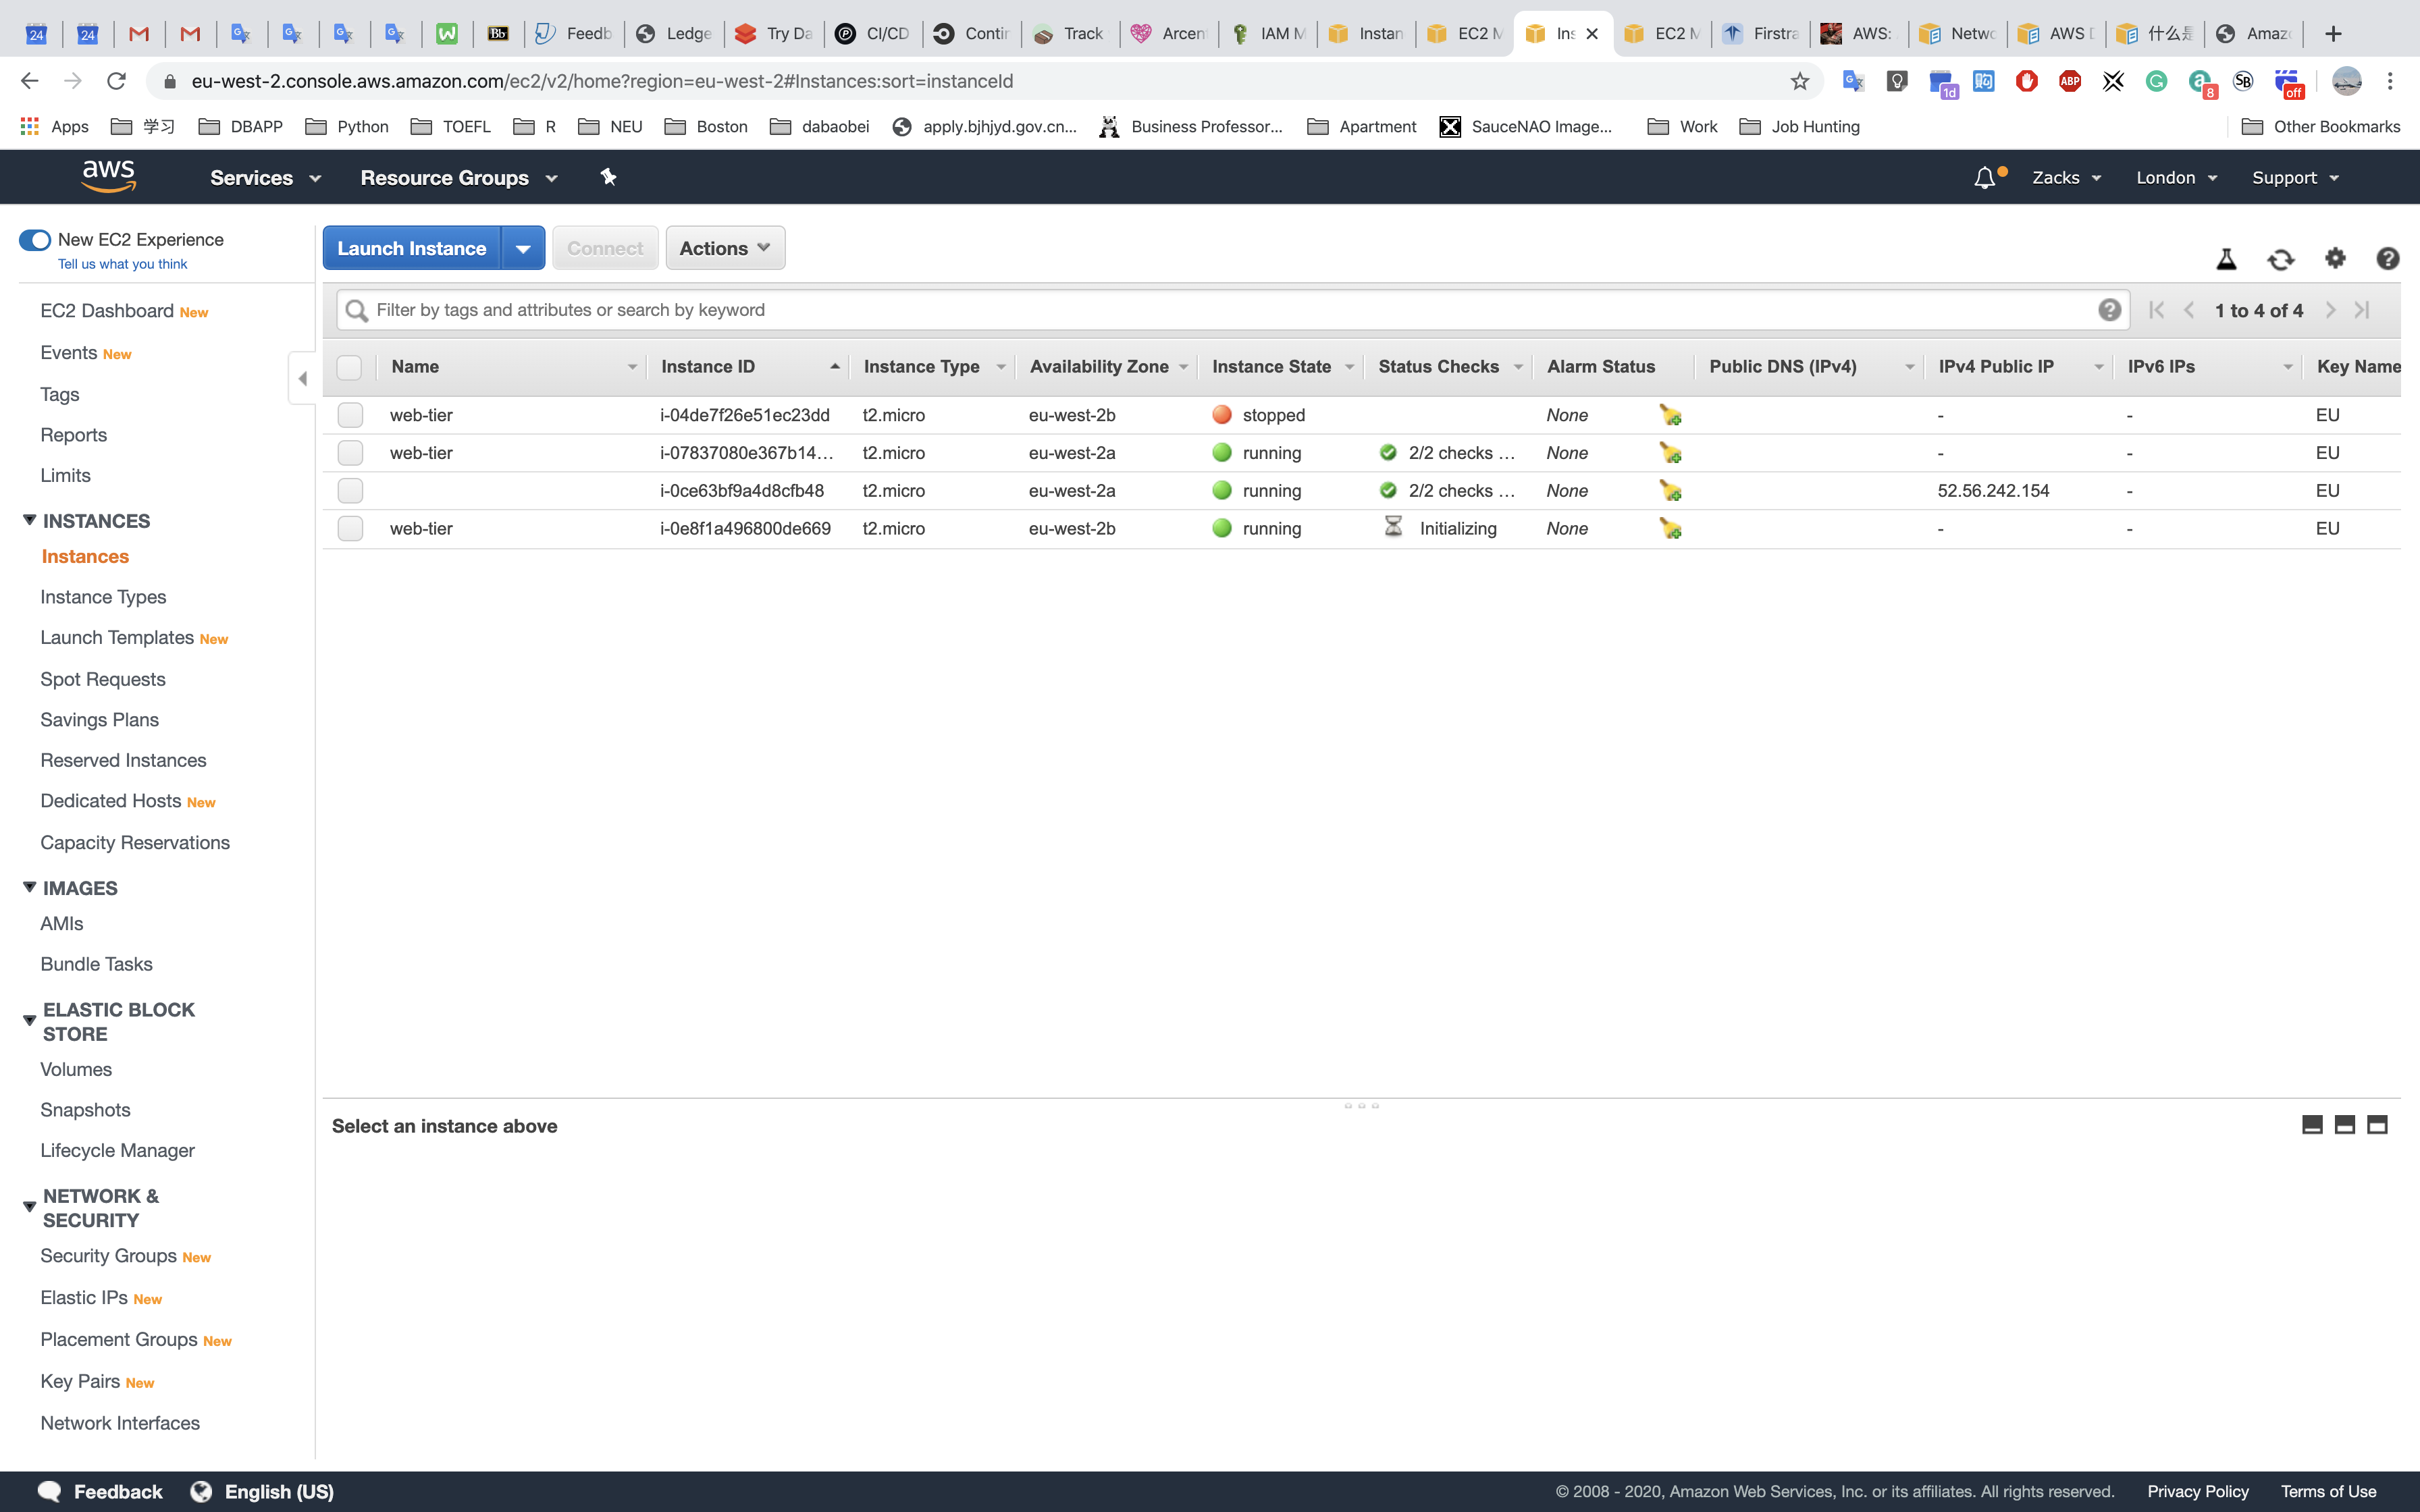 24 24 Bb Feedb Ledge Try Da CI/CD Contin Track Arcen IAM M Instan EC2 M Ins EC2 M Firstra AWS: Netwo AWS D 什么是 Amazo
eu-west-2.console.aws.amazon.com/ec2/v2/home?region=eu-west-2#Instances:sort=instanceId 1d ABP 8 SB off
Apps 学习 DBAPP Python TOEFL R NEU Boston dabaobei apply.bjhjyd.gov.cn... Business Professor... Apartment SauceNAO Image... Work Job Hunting Other Bookmarks
aws Services Resource Groups Zacks London Support
New EC2 Experience
Tell us what you think
EC2 Dashboard New
Events New
Tags
Reports
Limits
INSTANCES
Instances
Instance Types
Launch Templates New
Spot Requests
Savings Plans
Reserved Instances
Dedicated Hosts New
Capacity Reservations
IMAGES
AMIs
Bundle Tasks
ELASTIC BLOCK
STORE
Volumes
Snapshots
Lifecycle Manager
NETWORK &
SECURITY
Security Groups New
Elastic IPs New
Placement Groups New
Key Pairs New
Network Interfaces
Launch Instance Connect Actions
Filter by tags and attributes or search by keyword 1 to 4 of 4
Name Instance ID Instance Type Availability Zone Instance State Status Checks Alarm Status Public DNS (IPv4) IPv4 Public IP IPv6 IPs Key Name
web-tier i-04de7f26e51ec23dd t2.micro eu-west-2b stopped None - - EU
web-tier i-07837080e367b14... t2.micro eu-west-2a running 2/2 checks ... None - - EU
i-0ce63bf9a4d8cfb48 t2.micro eu-west-2a running 2/2 checks ... None 52.56.242.154 - EU
web-tier i-0e8f1a496800de669 t2.micro eu-west-2b running Initializing None - - EU
Select an instance above
Feedback English (US) © 2008 - 2020, Amazon Web Services, Inc. or its affiliates. All rights reserved. Privacy Policy Terms of Use